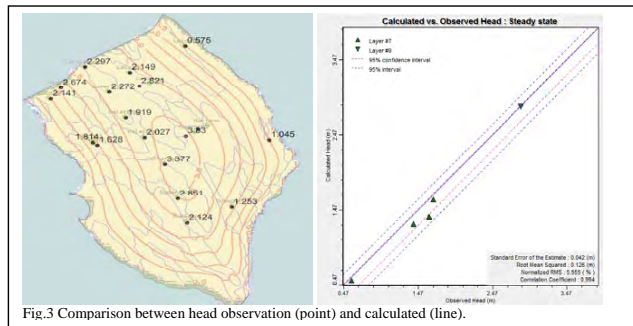 0.575
2.297
2.149
2.674
2.821
2.272
2.141
1.919
3.83
1.814
1.628
2.027
1.045
3.377
2.124
1.253
Calculated vs. Observed Head : Steady state
Layer #7
Layer #9
95% confidence interval
95% interval
3.47
2.47
1.47
0.47
Calculated Head (m)
Standard Error of the Estimate : 0.042 (m)
Root Mean Squared : 0.126 (m)
Correlation Coefficient : 0.994
0.47
1.47
2.47
3.47
Observed Head (m)
Fig.3 Comparison between head observation (point) and calculated (line).